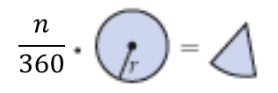 n/360 · r =